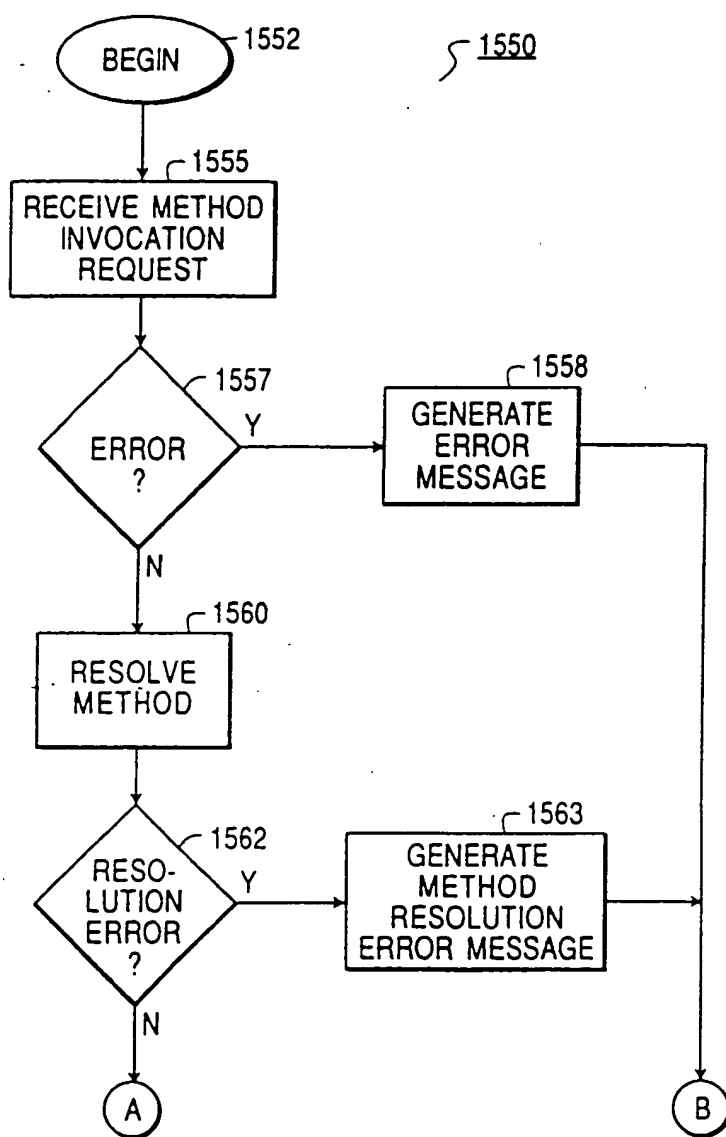 BEGIN
1552
1550
1555
RECEIVE METHOD
INVOCATION
REQUEST
1557
ERROR
?
Y
N
1558
GENERATE
ERROR
MESSAGE
1560
RESOLVE
METHOD
1562
RESO-
LUTION
ERROR
?
Y
N
1563
GENERATE
METHOD
RESOLUTION
ERROR MESSAGE
A
B